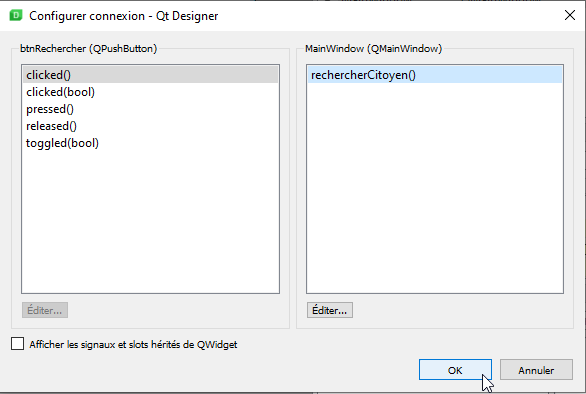 Configurer connexion - Qt Designer
btnRechercher (QPushButton)
clicked()
clicked(bool)
pressed()
released()
toggled(bool)
Éditer...
MainWindow (QMainWindow)
rechercherCitoyen()
Éditer...
Afficher les signaux et slots hérités de QWidget
OK
Annuler